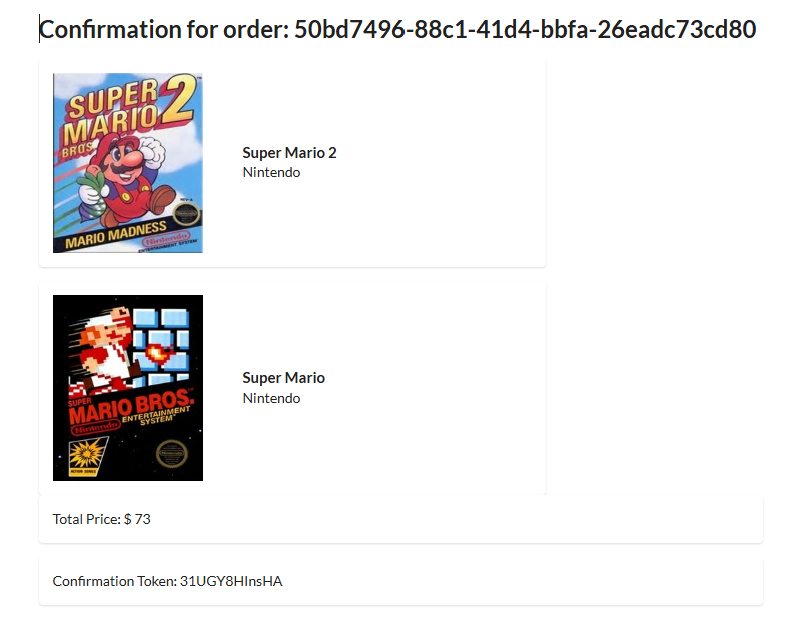 Confirmation for order: 50bd7496-88c1-41d4-bbfa-26eadc73cd80
SUPER
MARIO 2
BROS
MARIO MADNESS
Nintendo
ENTERTAINMENT SYSTEM
Super Mario 2
Nintendo
SUPER
MARIO BROS.
Nintendo
ENTERTAINMENT
SYSTEM
ACTION SERIES
Super Mario
Nintendo
Total Price: $ 73
Confirmation Token: 31UGY8HInsHA